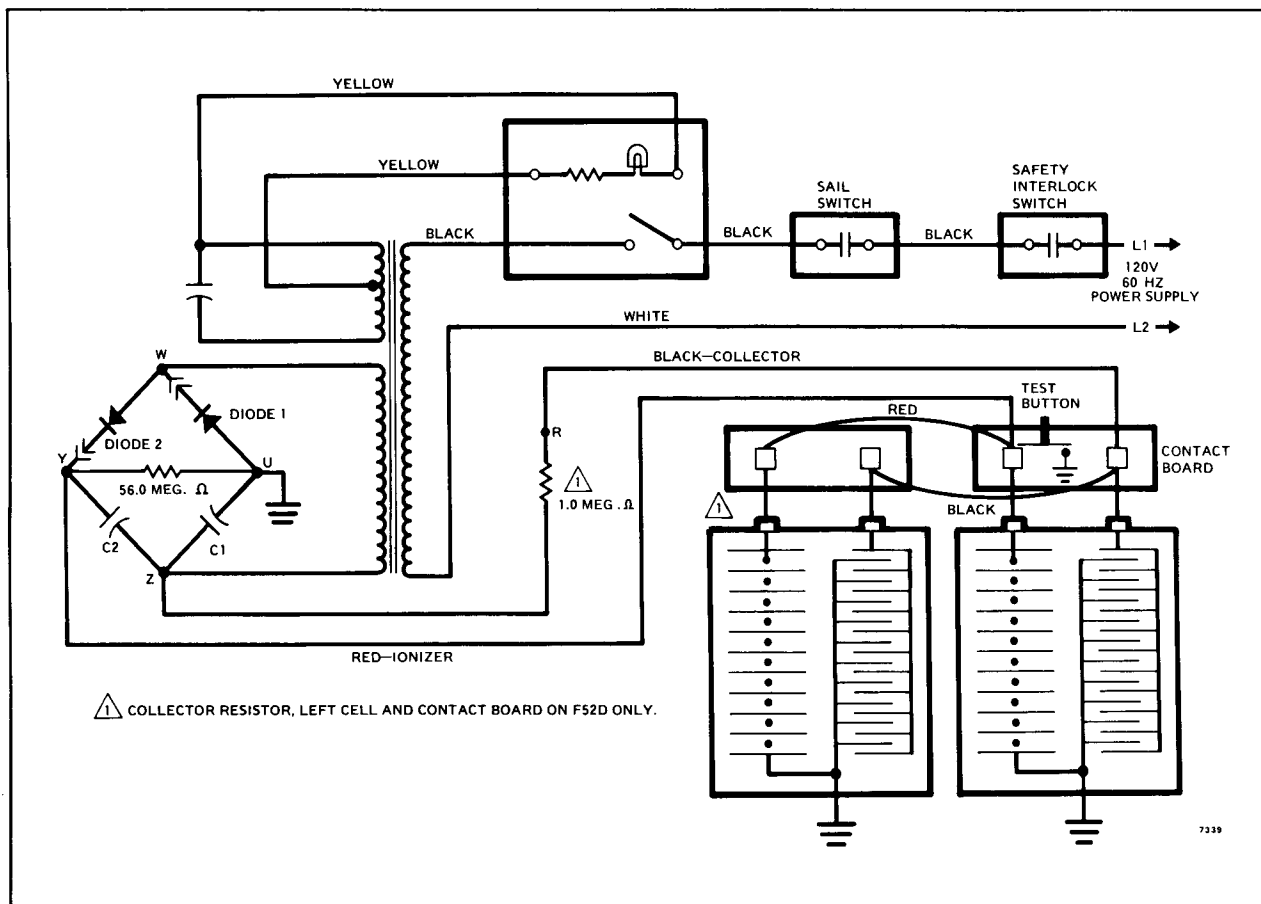 YELLOW
YELLOW
SAIL
SWITCH
SAFETY
INTERLOCK
SWITCH
BLACK
BLACK
BLACK
L1
120V
60 HZ
POWER SUPPLY
WHITE
L2
BLACK—COLLECTOR
W
DIODE 1
DIODE 2
Y
U
56.0 MEG. Ω
C2
C1
Z
R
1
1.0 MEG. Ω
RED
TEST
BUTTON
CONTACT
BOARD
BLACK
1
RED—IONIZER
1 COLLECTOR RESISTOR, LEFT CELL AND CONTACT BOARD ON F52D ONLY.
7339